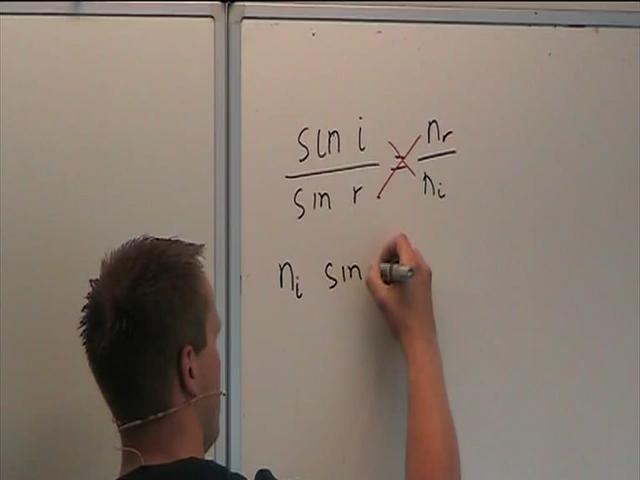 sin i / sin r = nr / ni
ni sin